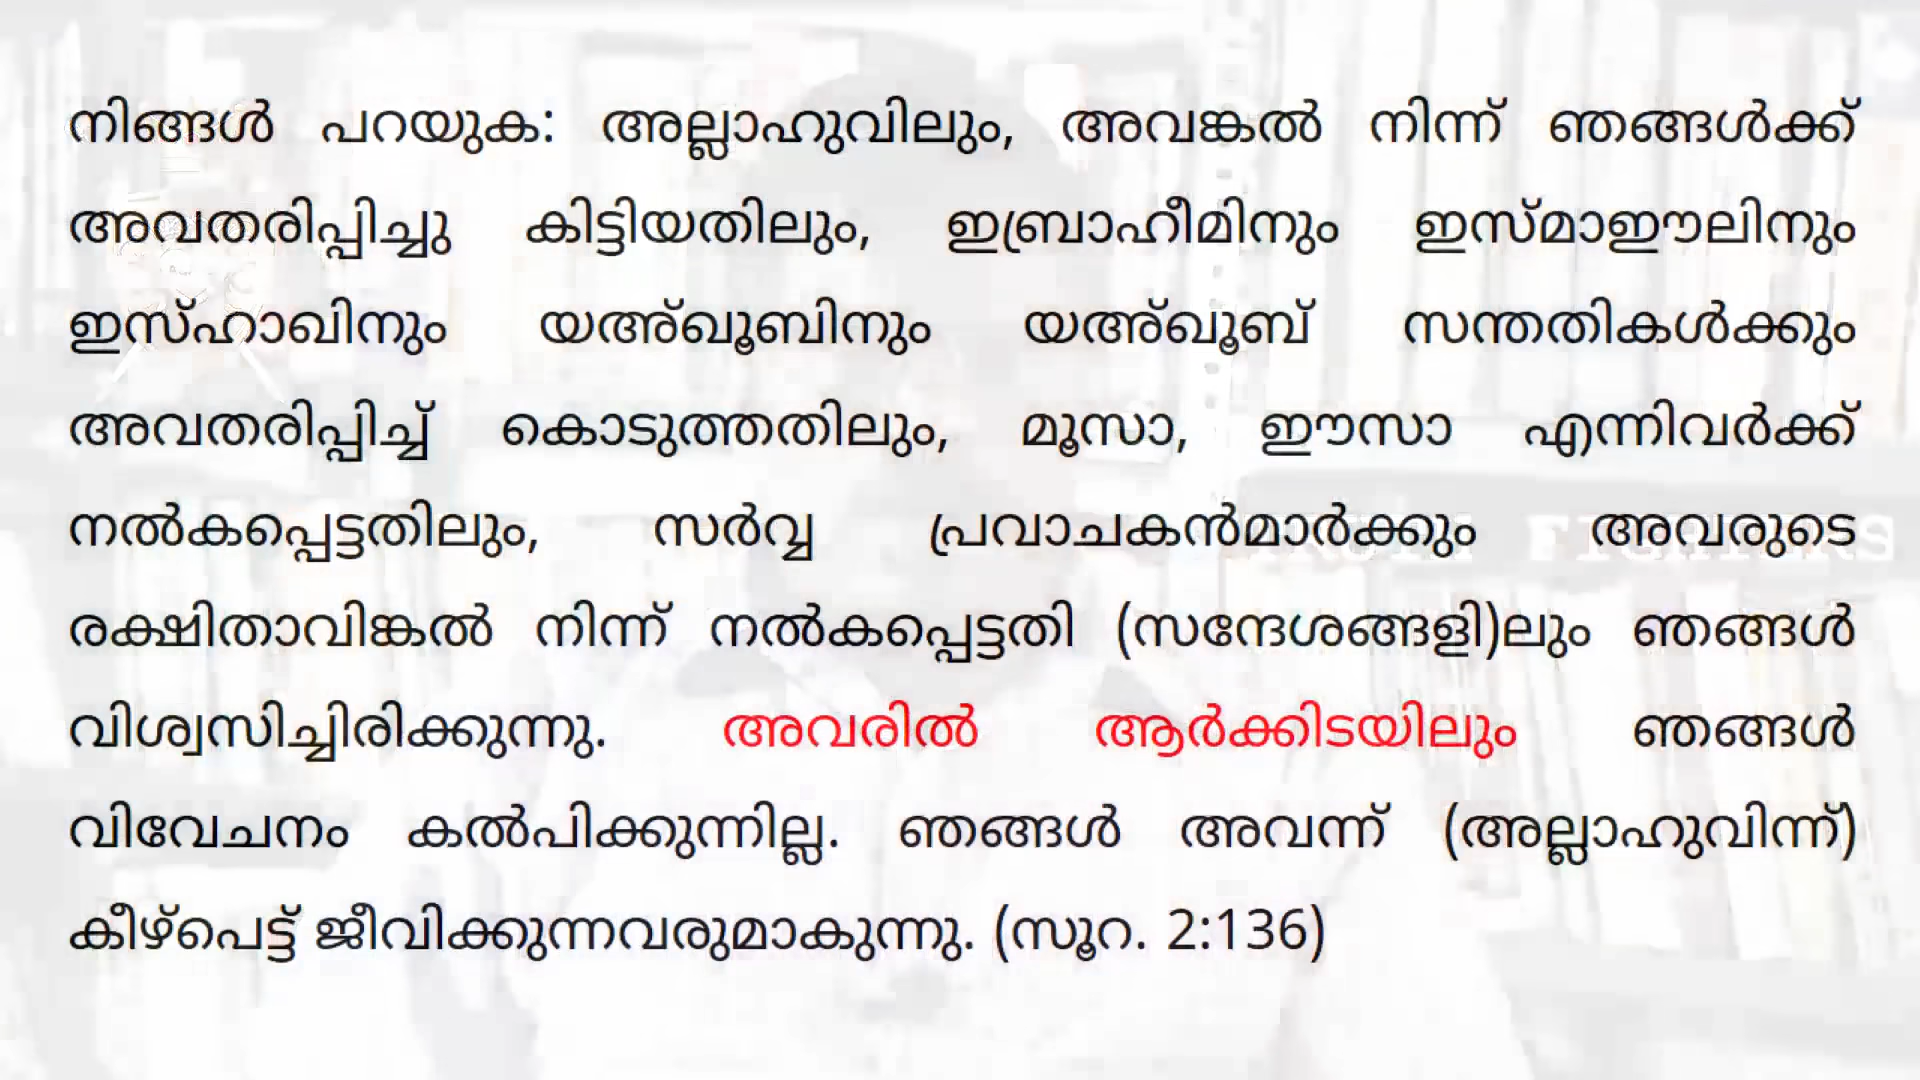 നിങ്ങൾ പറയുക: അല്ലാഹുവിലും, അവങ്കൽ നിന്ന് ഞങ്ങൾക്ക്
അവതരിപ്പിച്ചു കിട്ടിയതിലും, ഇബ്രാഹീമിനും ഇസ്മാഈലിനും
ഇസ്ഹാഖിനും യഅ്ഖൂബിനും യഅ്ഖൂബ് സന്തതികൾക്കും
അവതരിപ്പിച്ച് കൊടുത്തതിലും, മൂസാ, ഈസാ എന്നിവർക്ക്
നൽകപ്പെട്ടതിലും, സർവ്വ പ്രവാചകൻമാർക്കും അവരുടെ
രക്ഷിതാവിങ്കൽ നിന്ന് നൽകപ്പെട്ടതി (സന്ദേശങ്ങളി)ലും ഞങ്ങൾ
വിശ്വസിച്ചിരിക്കുന്നു. അവരിൽ ആർക്കിടയിലും ഞങ്ങൾ
വിവേചനം കൽപിക്കുന്നില്ല. ഞങ്ങൾ അവന്ന് (അല്ലാഹുവിന്ന്)
കീഴ്പെട്ട് ജീവിക്കുന്നവരുമാകുന്നു. (സൂറ. 2:136)